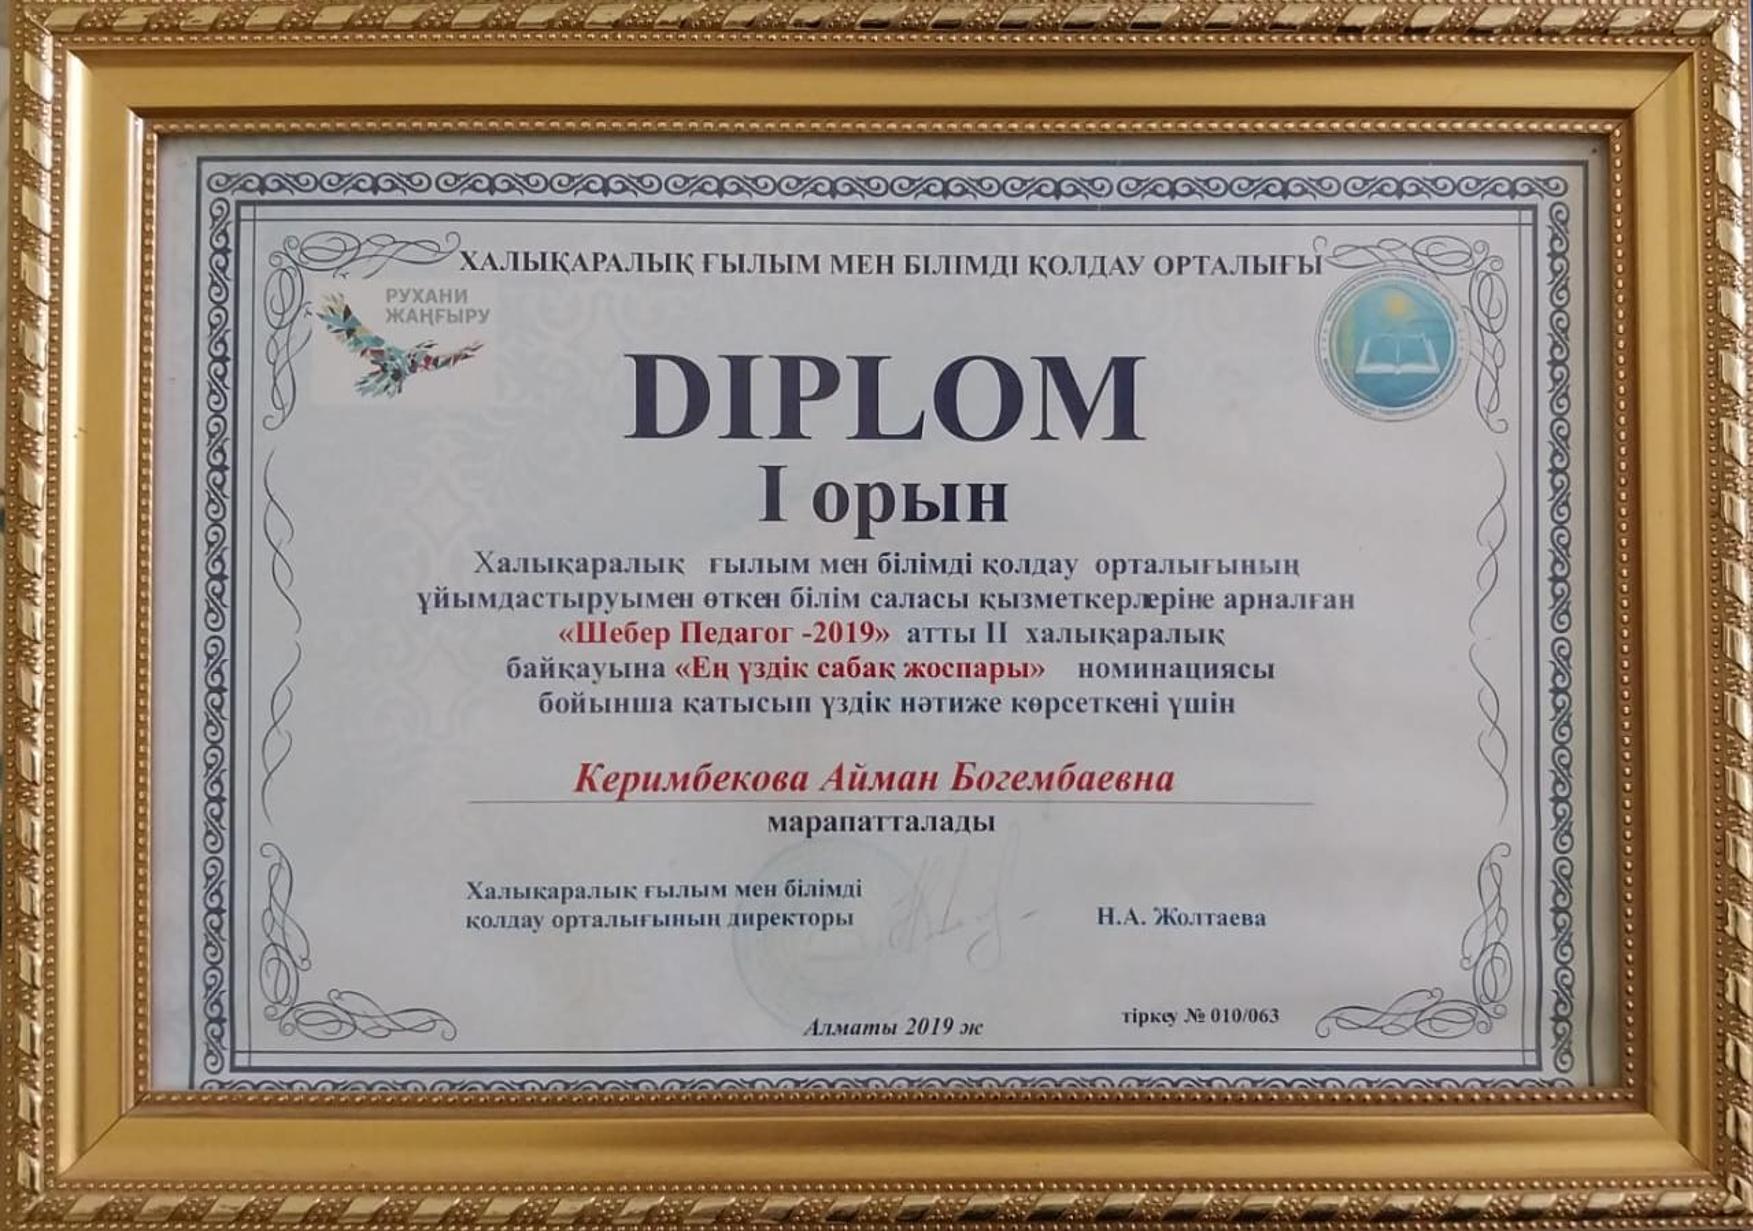 ХАЛЫҚАРАЛЫҚ ҒЫЛЫМ МЕН БІЛІМДІ ҚОЛДАУ ОРТАЛЫҒЫ
РУХАНИ
ЖАҢҒЫРУ
DIPLOM
I орын
Халықаралық ғылым мен білімді қолдау орталығының
ұйымдастыруымен өткен білім саласы қызметкерлеріне арналған
«Шебер Педагог -2019» атты II халықаралық
байқауына «Ең үздік сабақ жоспары» номинациясы
бойынша қатысып үздік нәтиже көрсеткені үшін
Керимбекова Айман Богембаевна
марапатталады
Халықаралық ғылым мен білімді
қолдау орталығының директоры
Н.А. Жолтаева
Алматы 2019 ж
тіркеу № 010/063